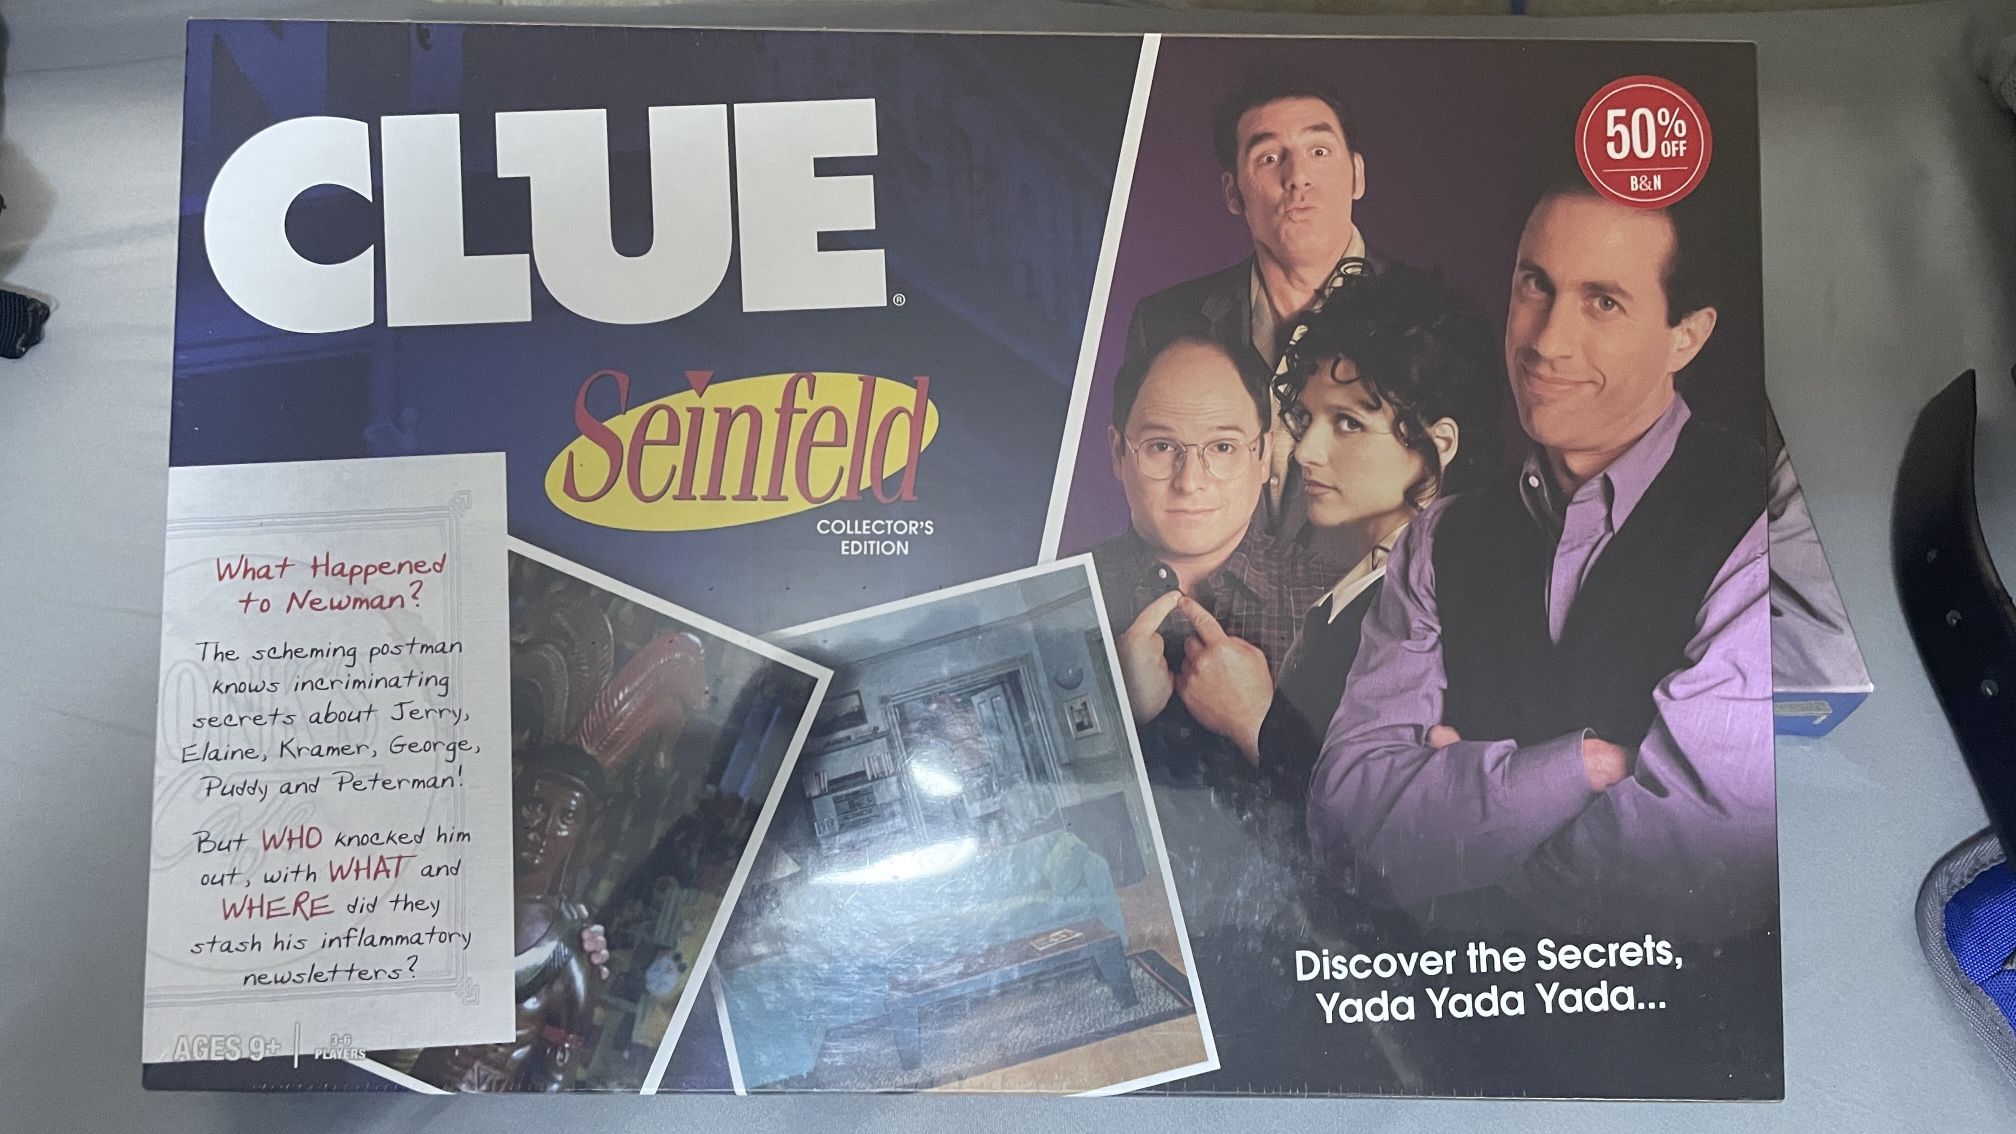 CLUE®
50%
OFF
B&N
Seinfeld
COLLECTOR'S
EDITION
What Happened
to Newman?
The scheming postman
knows incriminating
secrets about Jerry,
Elaine, Kramer, George,
Puddy and Peterman!
But WHO knocked him
out, with WHAT and
WHERE did they
stash his inflammatory
newsletters?
AGES 9+
3-6
PLAYERS
Discover the Secrets,
Yada Yada Yada...